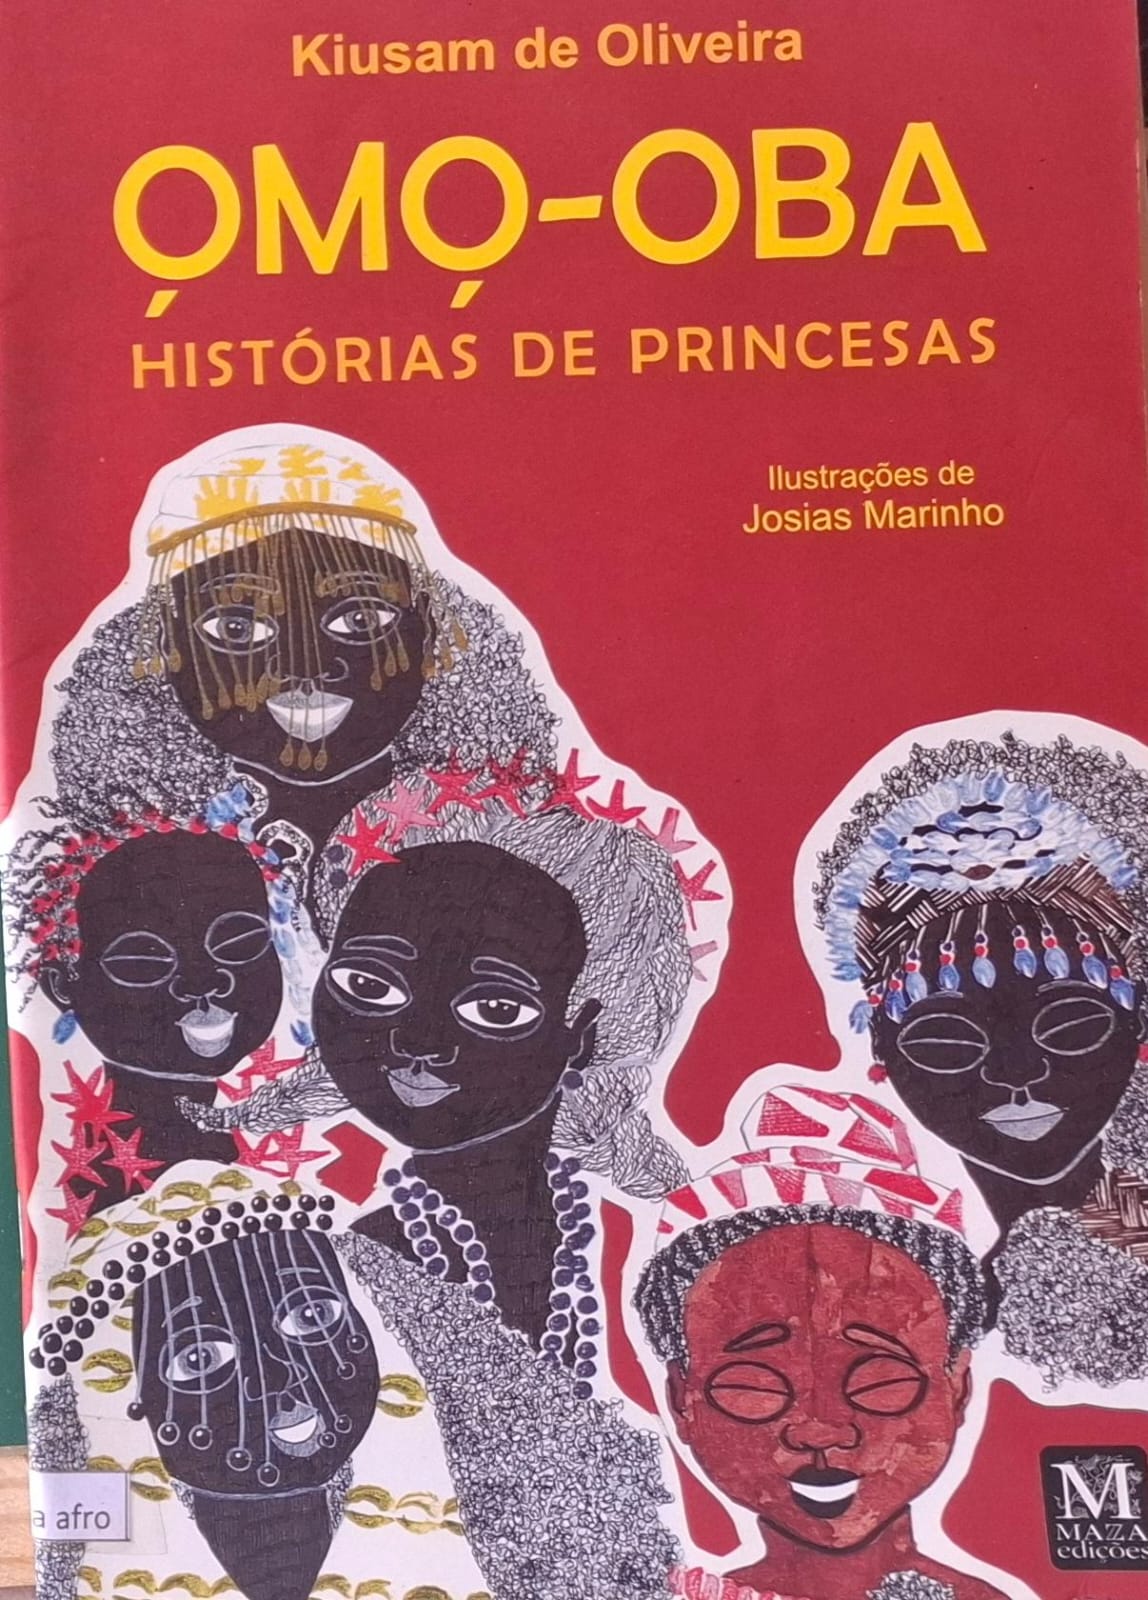 Kiusam de Oliveira
ỌMỌ-OBA
HISTÓRIAS DE PRINCESAS
Ilustrações de
Josias Marinho
a afro
M
MAZZA
edições